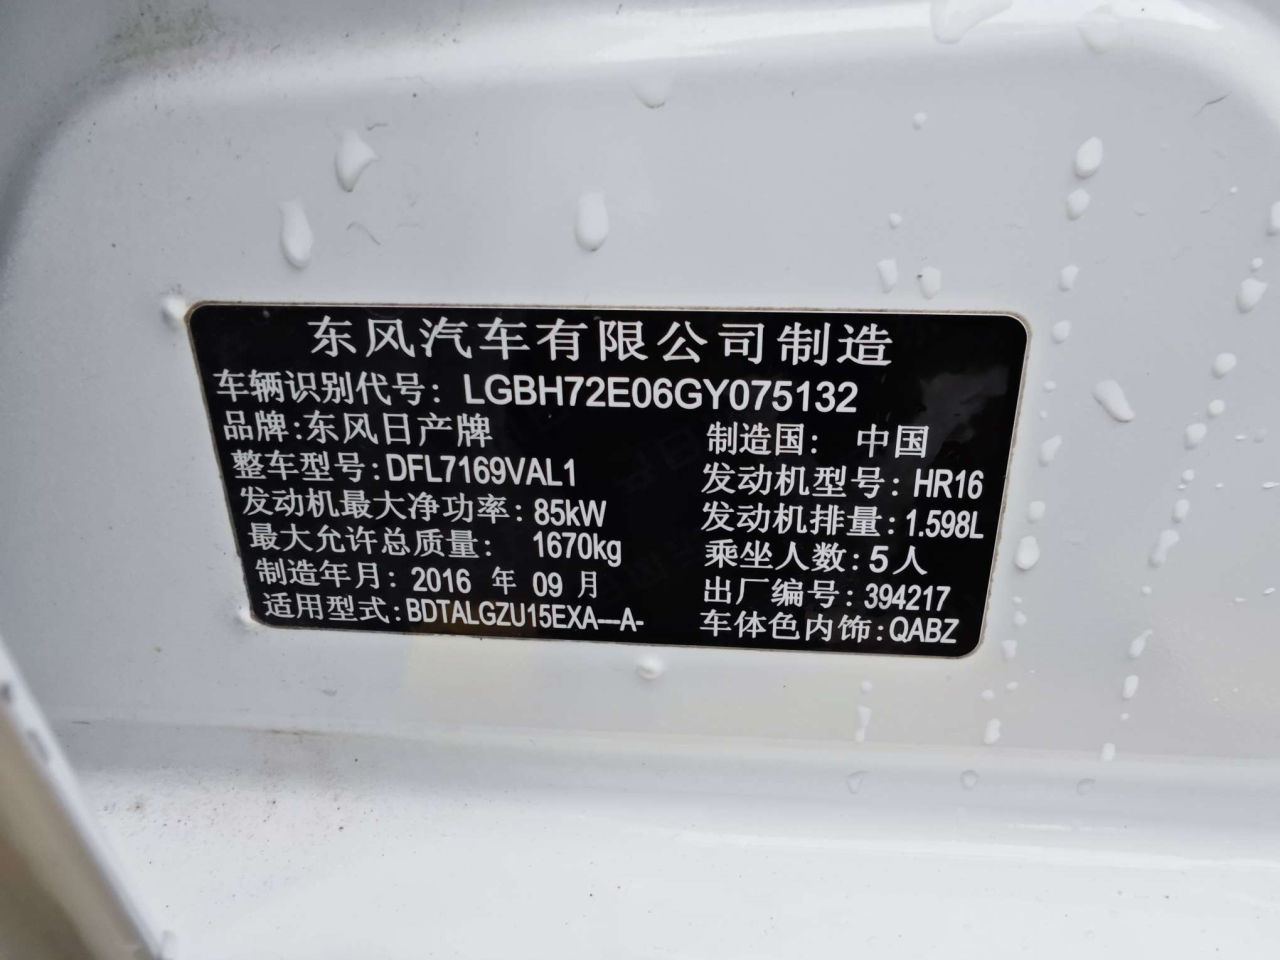 东风汽车有限公司制造
车辆识别代号: LGBH72E06GY075132
品牌:东风日产牌 制造国: 中国
整车型号:DFL7169VAL1 发动机型号:HR16
发动机最大净功率:85kW 发动机排量:1.598L
最大允许总质量: 1670kg 乘坐人数:5人
制造年月: 2016 年 09 月 出厂编号:394217
适用型式:BDTALGZU15EXA---A- 车体色内饰:QABZ